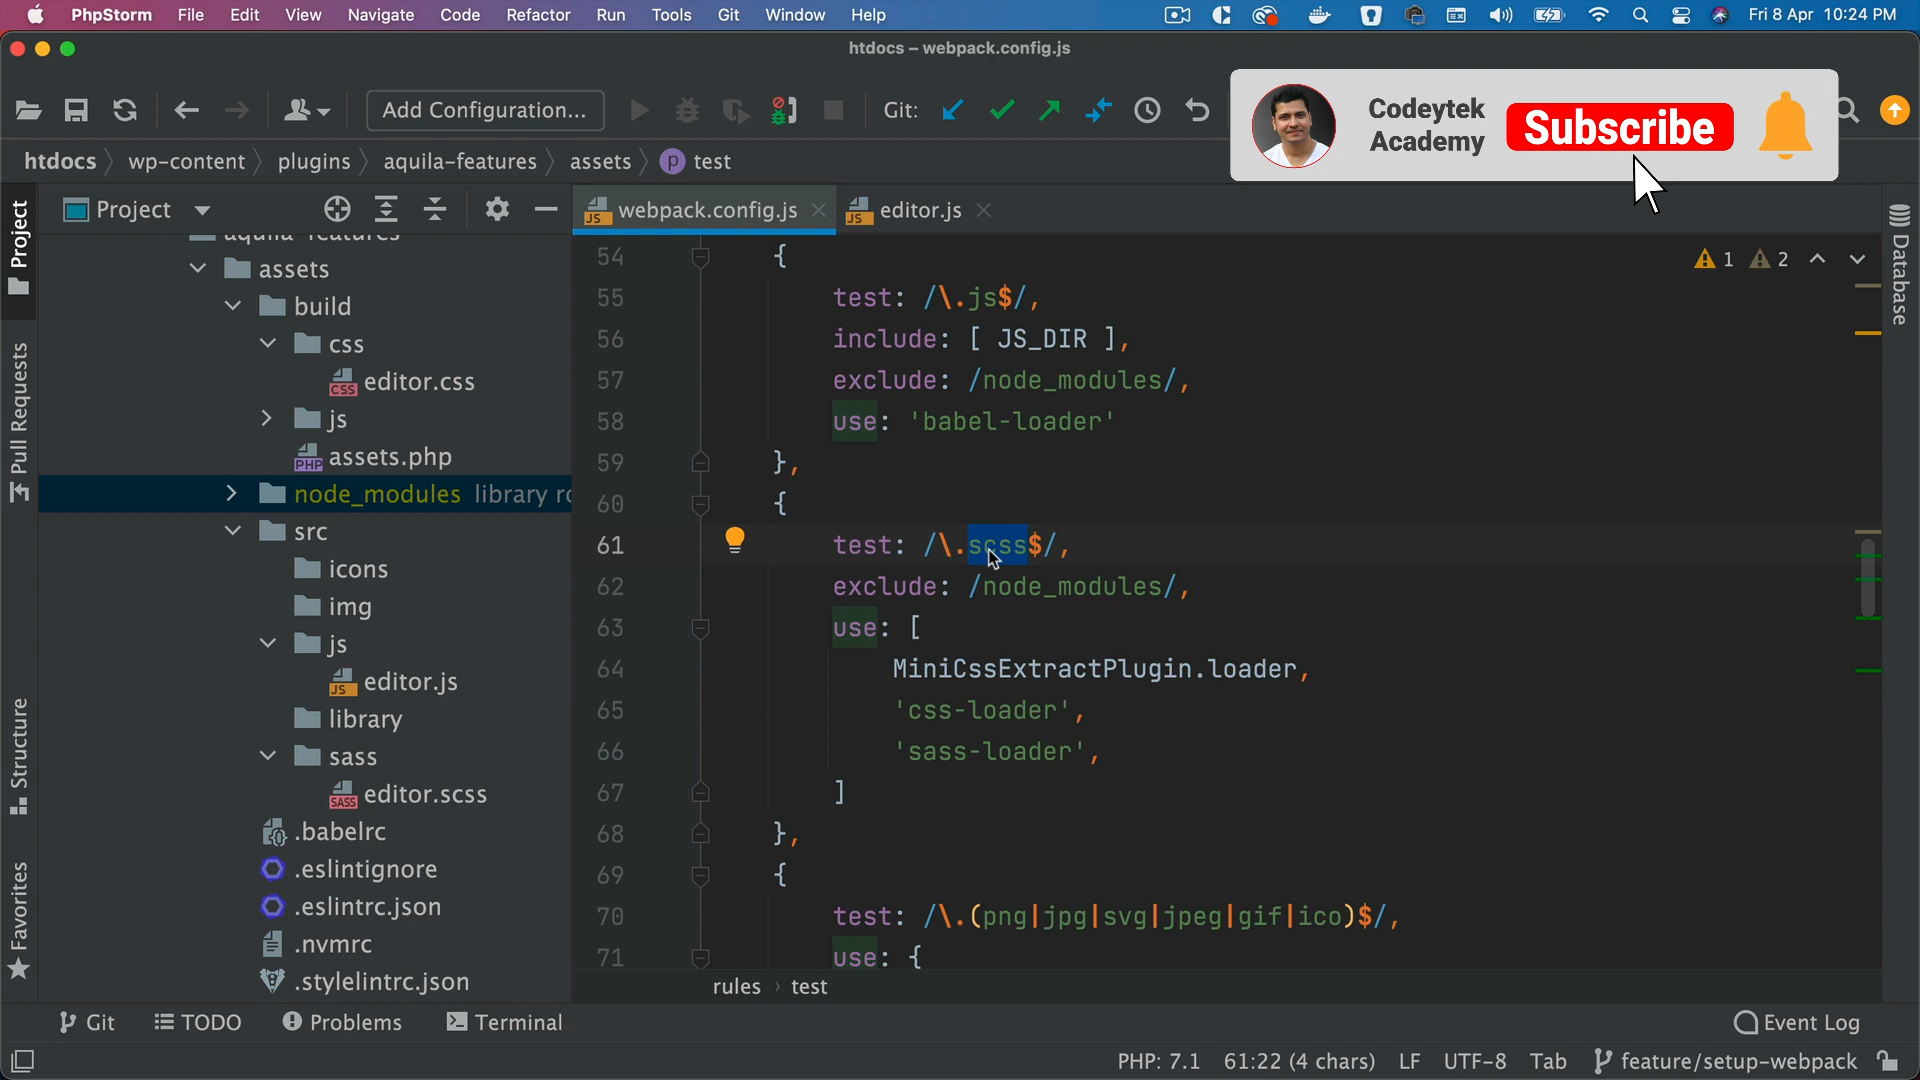 PhpStorm File Edit View Navigate Code Refactor Run Tools Git Window Help Fri 8 Apr 10:24 PM
htdocs – webpack.config.js
Add Configuration... Git:
Codeytek
Academy
Subscribe
htdocs wp-content plugins aquila-features assets test
Project
webpack.config.js editor.js
Project
Pull Requests
Structure
Favorites
Database
aquila-features
assets
build
css
editor.css
js
assets.php
node_modules library ro
src
icons
img
js
editor.js
library
sass
editor.scss
.babelrc
.eslintignore
.eslintrc.json
.nvmrc
.stylelintrc.json
1 2
54 {
55 test: /\.js$/,
56 include: [ JS_DIR ],
57 exclude: /node_modules/,
58 use: 'babel-loader'
59 },
60 {
61 test: /\.scss$/,
62 exclude: /node_modules/,
63 use: [
64 MiniCssExtractPlugin.loader,
65 'css-loader',
66 'sass-loader',
67 ]
68 },
69 {
70 test: /\.(png|jpg|svg|jpeg|gif|ico)$/,
71 use: {
rules › test
Git TODO Problems Terminal Event Log
PHP: 7.1 61:22 (4 chars) LF UTF-8 Tab feature/setup-webpack